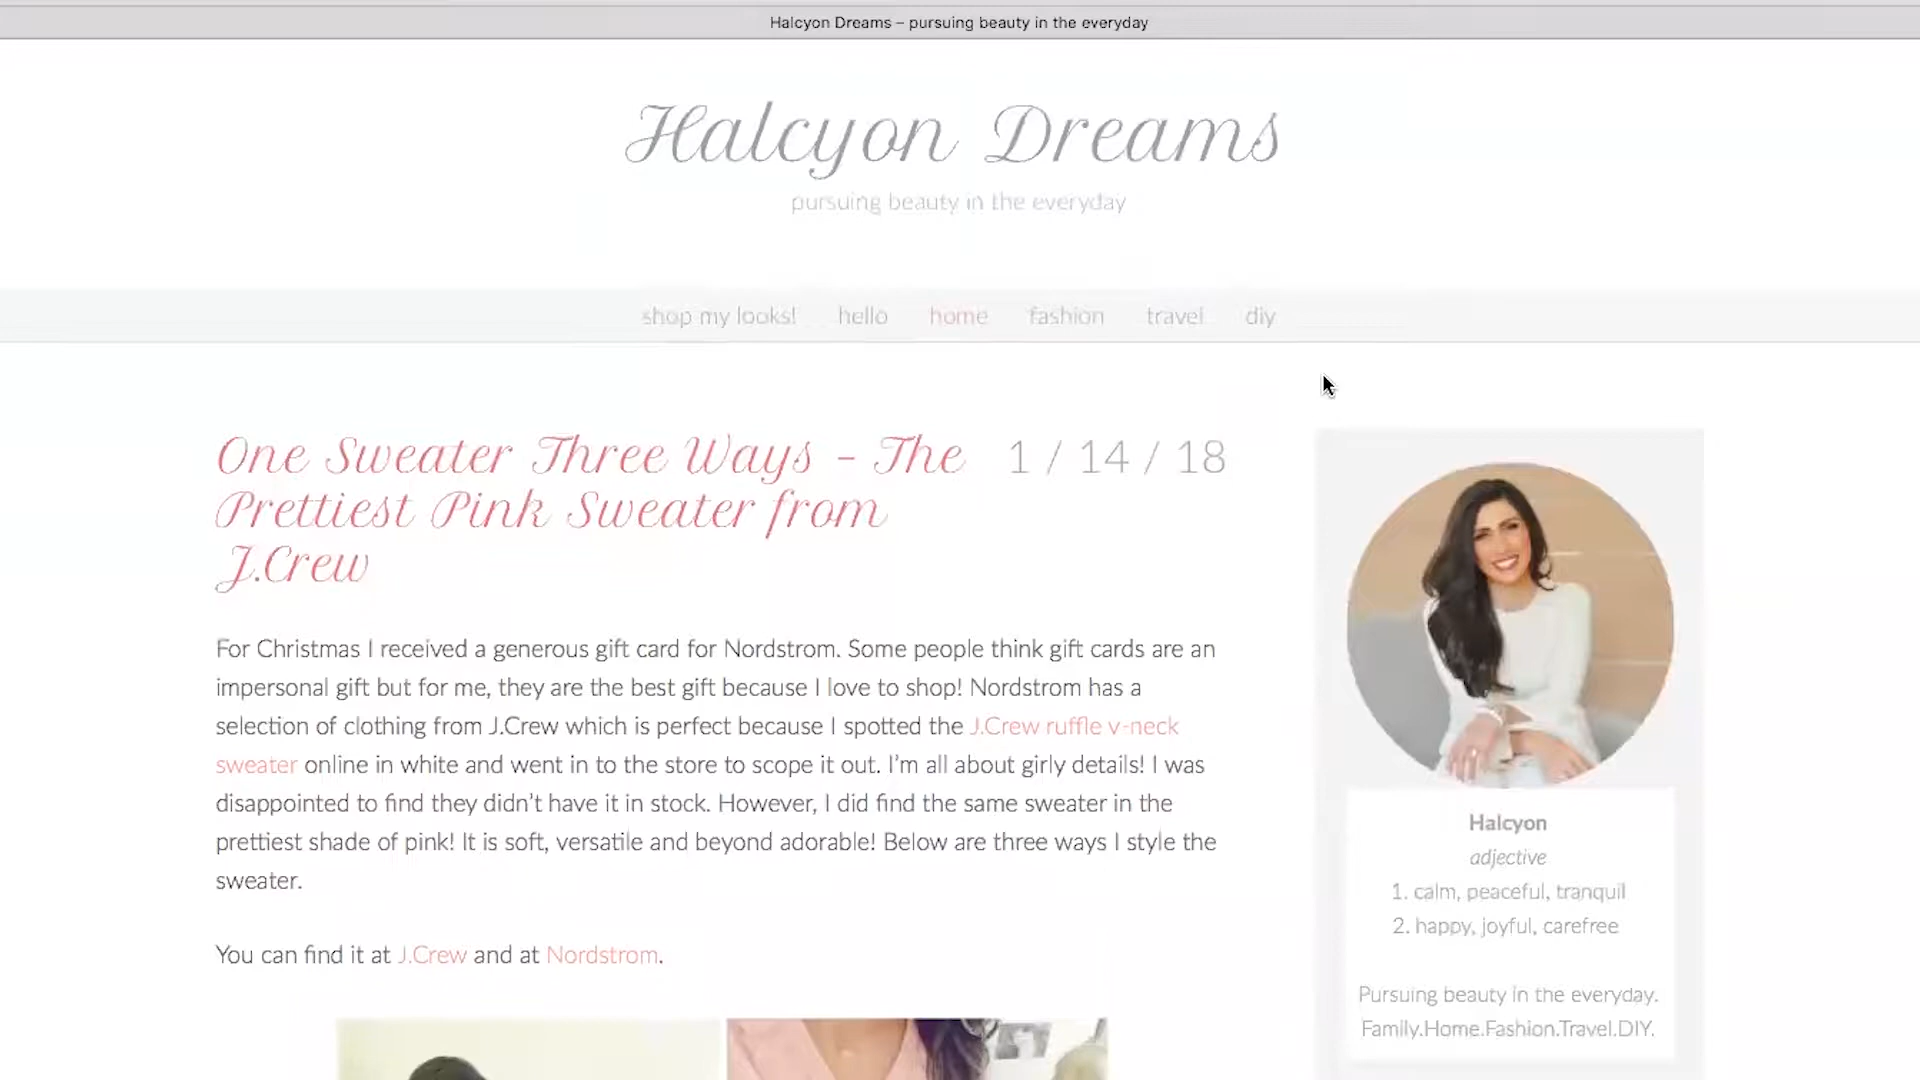 Halcyon Dreams – pursuing beauty in the everyday
Halcyon Dreams
pursuing beauty in the everyday
shop my looks! hello home fashion travel diy
One Sweater Three Ways – The
Prettiest Pink Sweater from
J.Crew
1 / 14 / 18
For Christmas I received a generous gift card for Nordstrom. Some people think gift cards are an
impersonal gift but for me, they are the best gift because I love to shop! Nordstrom has a
selection of clothing from J.Crew which is perfect because I spotted the J.Crew ruffle v-neck
sweater online in white and went in to the store to scope it out. I’m all about girly details! I was
disappointed to find they didn’t have it in stock. However, I did find the same sweater in the
prettiest shade of pink! It is soft, versatile and beyond adorable! Below are three ways I style the
sweater.
You can find it at J.Crew and at Nordstrom.
Halcyon
adjective
1. calm, peaceful, tranquil
2. happy, joyful, carefree
Pursuing beauty in the everyday.
Family.Home.Fashion.Travel.DIY.